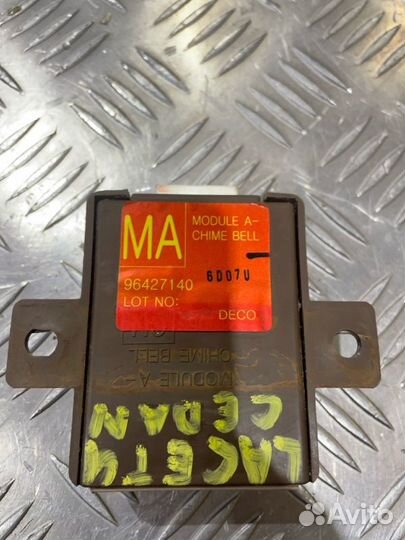 MA
MODULE A-
CHIME BELL
96427140
6D07U
LOT NO:
DECO
MODULE A-
CHIME BELL
LACETU
CEDAN
Avito